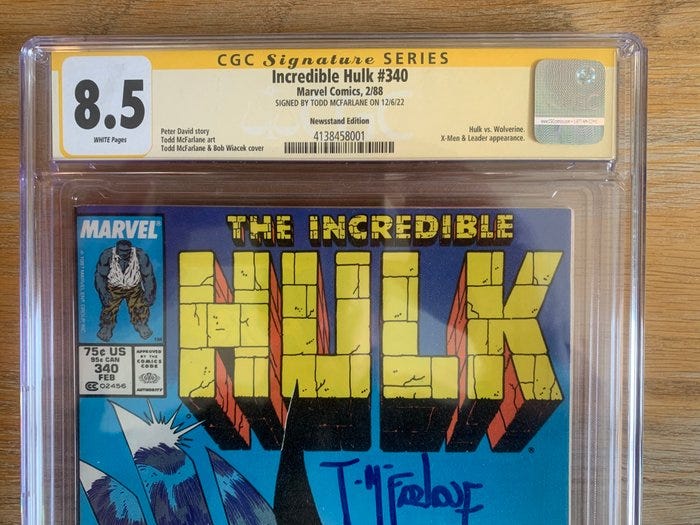 CGC Signature SERIES
Incredible Hulk #340
Marvel Comics, 2/88
SIGNED BY TODD MCFARLANE ON 12/6/22
Newsstand Edition
8.5
WHITE Pages
Peter David story
Todd McFarlane art
Todd McFarlane & Bob Wiacek cover
4138458001
Hulk vs. Wolverine.
X-Men & Leader appearance.
MARVEL
THE INCREDIBLE
HULK
75¢ US
95¢ CAN
340
FEB
CC 02456
APPROVED
BY THE
COMICS
CODE
AUTHORITY
T. McFarlane